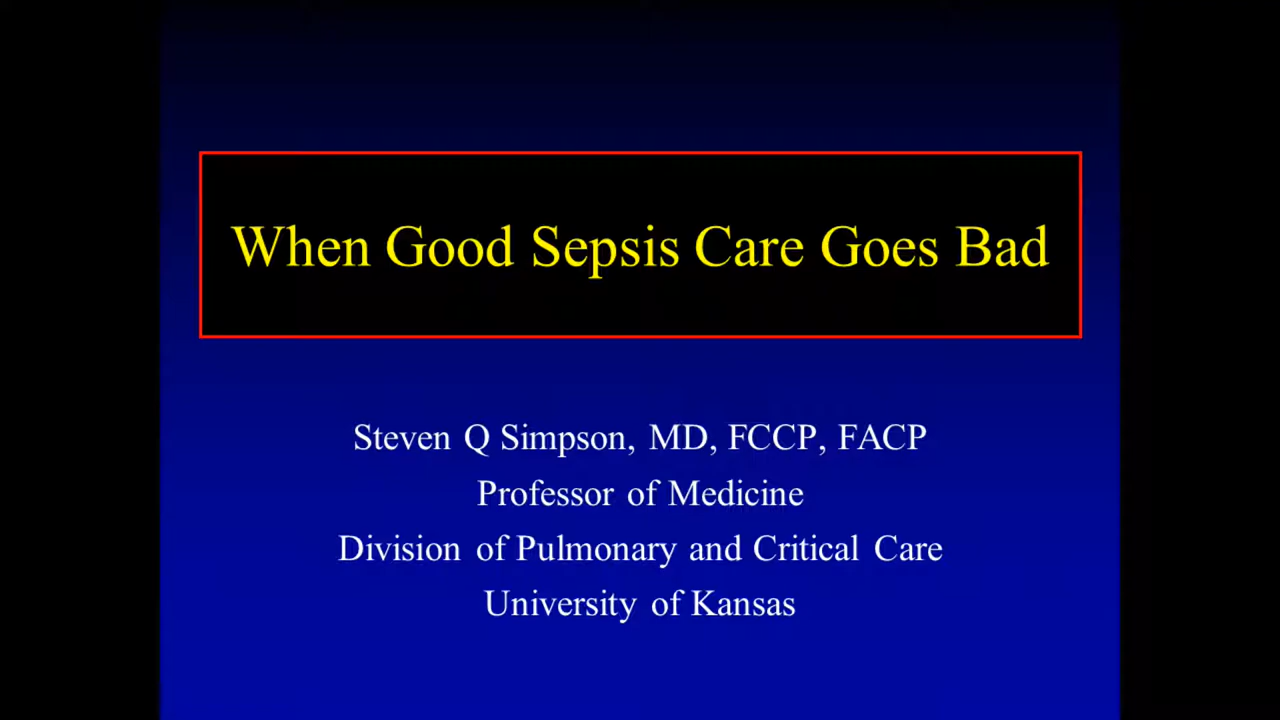 When Good Sepsis Care Goes Bad
Steven Q Simpson, MD, FCCP, FACP
Professor of Medicine
Division of Pulmonary and Critical Care
University of Kansas